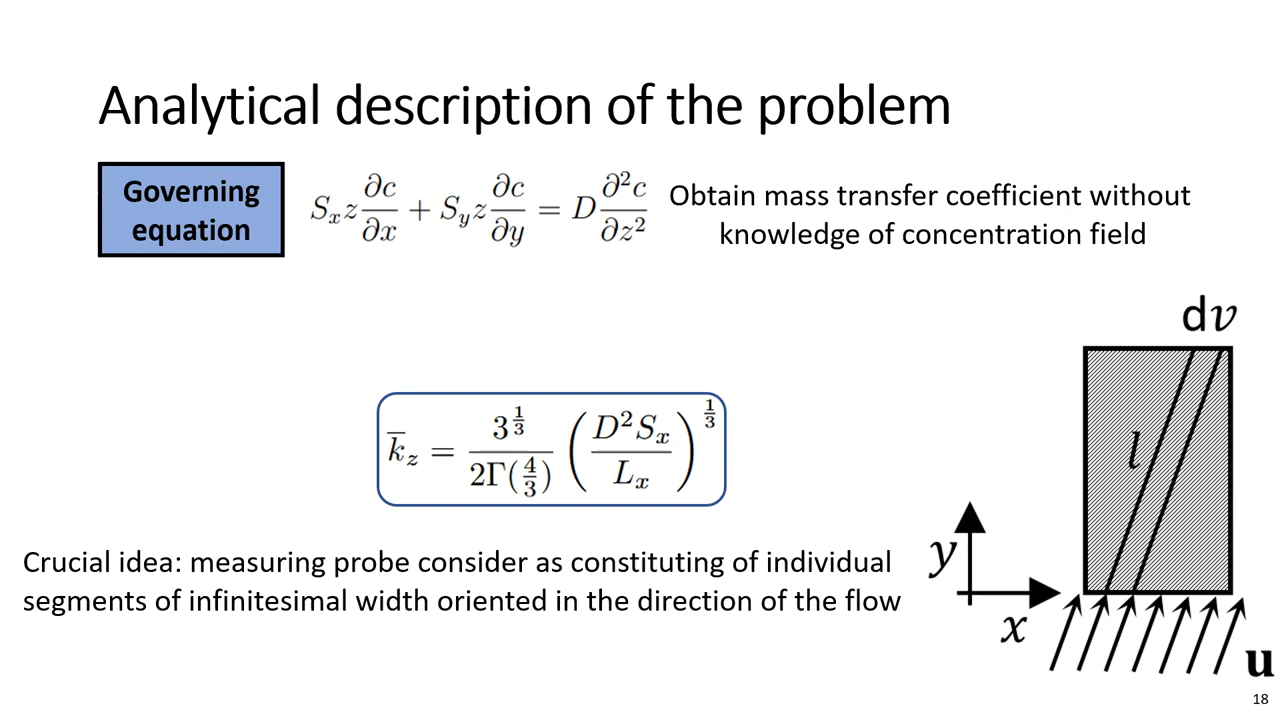 Analytical description of the problem
Governing
equation
S_x z ∂c/∂x + S_y z ∂c/∂y = D ∂²c/∂z²
Obtain mass transfer coefficient without
knowledge of concentration field
k̅_z = 3^(1/3) / (2Γ(4/3)) (D² S_x / L_x)^(1/3)
Crucial idea: measuring probe consider as constituting of individual
segments of infinitesimal width oriented in the direction of the flow
dv
l
y
x
u
18